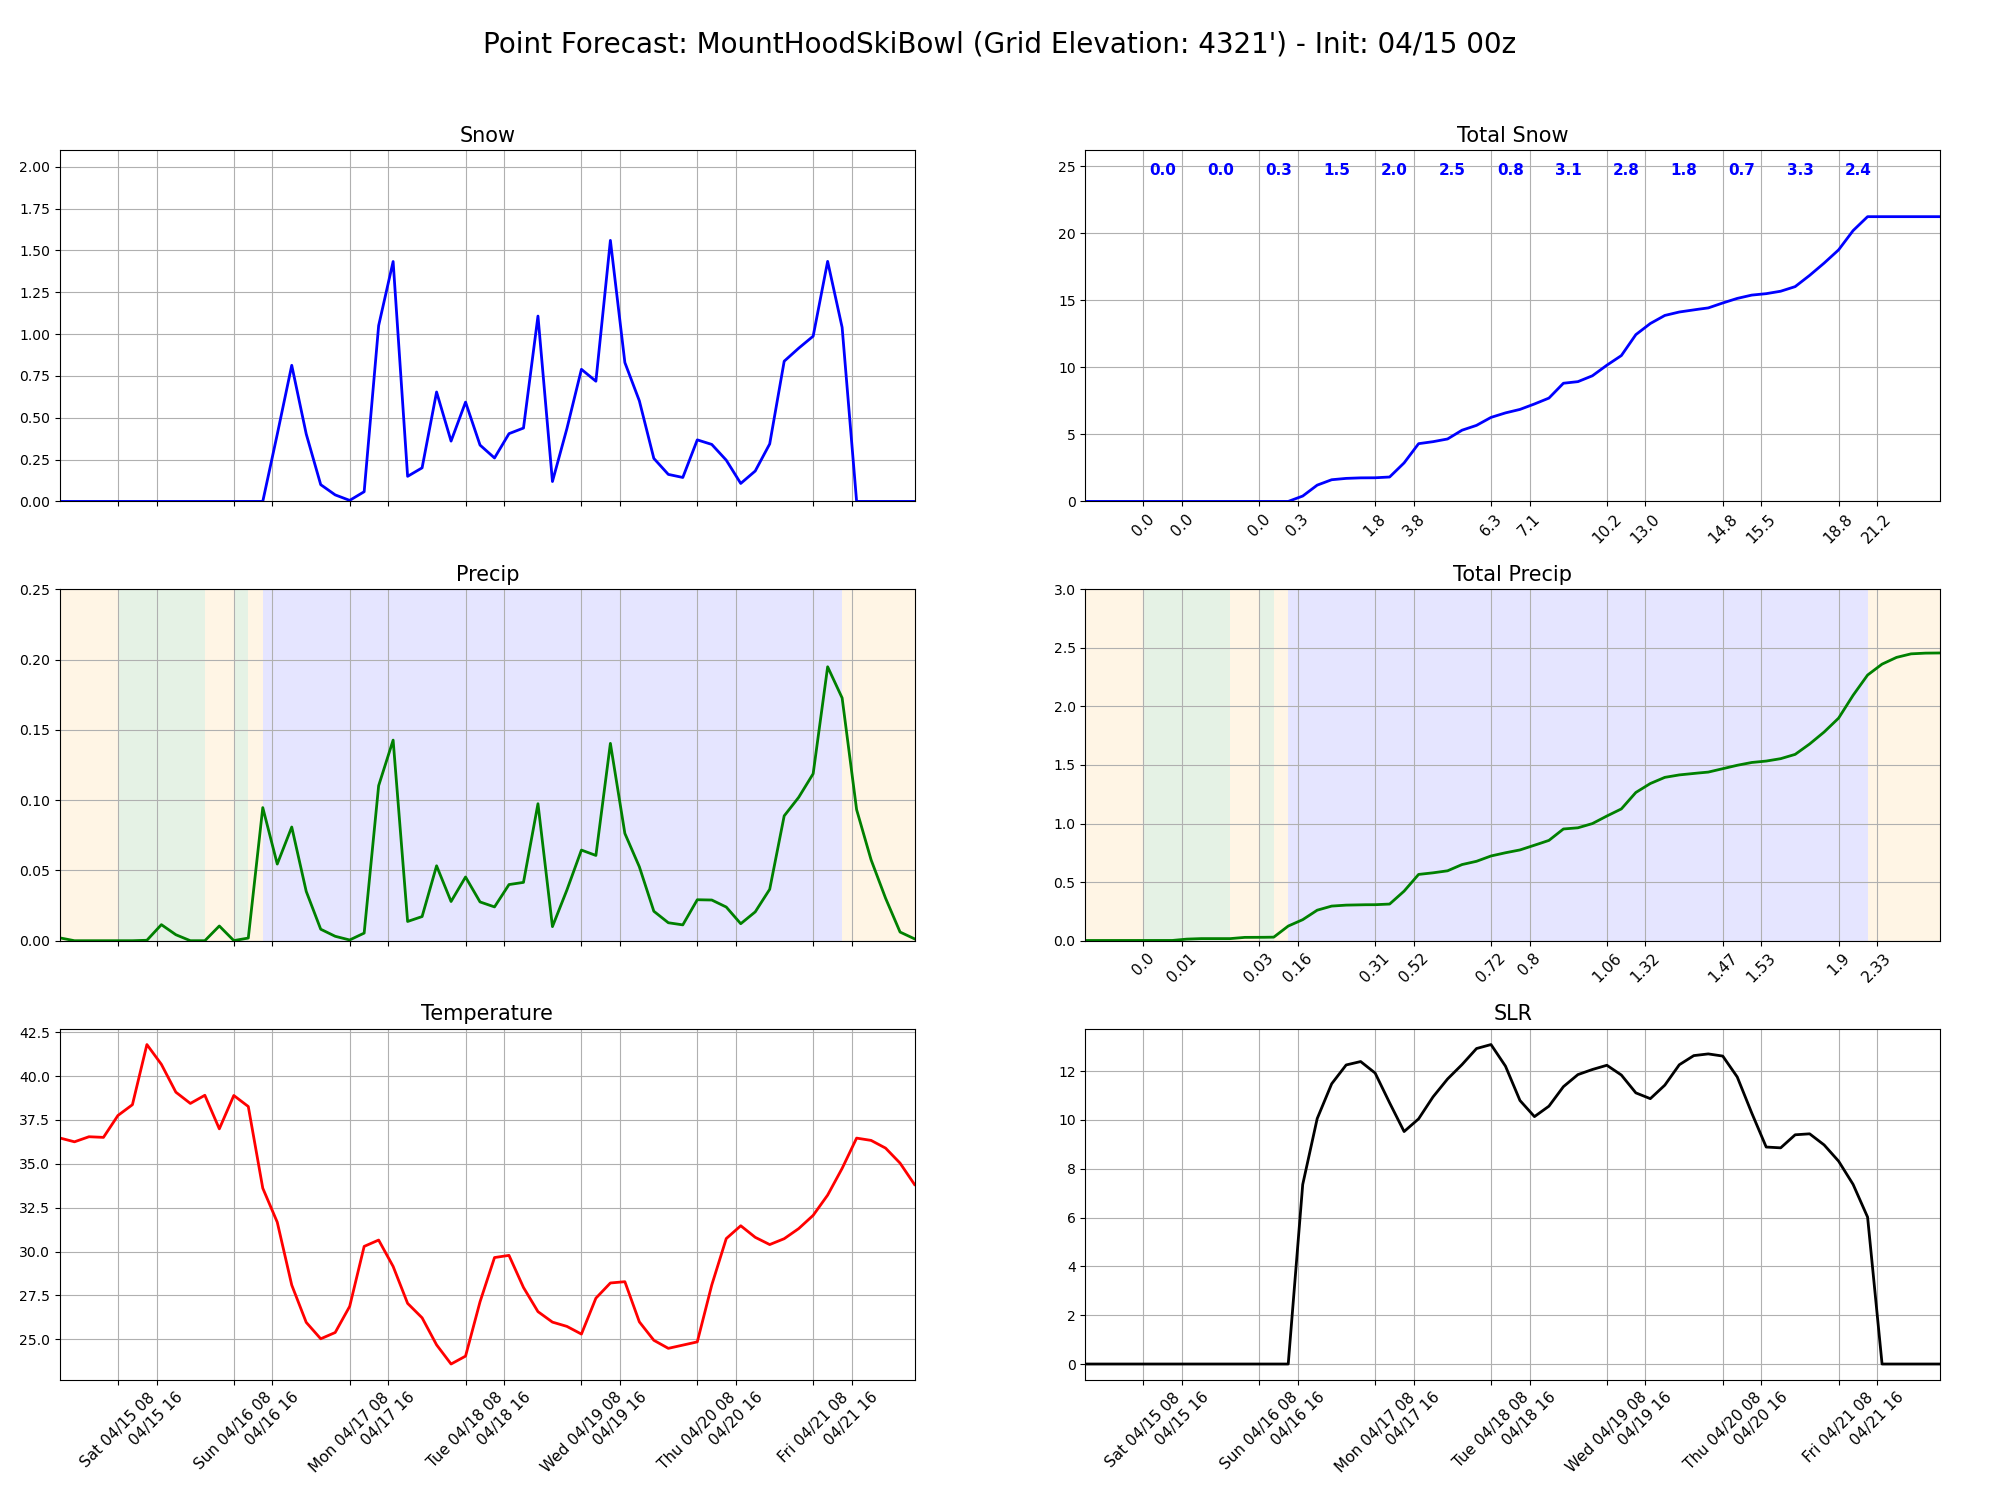 Point Forecast: MountHoodSkiBowl (Grid Elevation: 4321') - Init: 04/15 00z
Snow
2.00
1.75
1.50
1.25
1.00
0.75
0.50
0.25
0.00
Total Snow
0.0 0.0 0.3 1.5 2.0 2.5 0.8 3.1 2.8 1.8 0.7 3.3 2.4
25
20
15
10
5
0
0.0 0.0 0.0 0.3 1.8 3.8 6.3 7.1 10.2 13.0 14.8 15.5 18.8 21.2
Precip
0.25
0.20
0.15
0.10
0.05
0.00
Total Precip
3.0
2.5
2.0
1.5
1.0
0.5
0.0
0.0 0.01 0.03 0.16 0.31 0.52 0.72 0.8 1.06 1.32 1.47 1.53 1.9 2.33
Temperature
42.5
40.0
37.5
35.0
32.5
30.0
27.5
25.0
Sat 04/15 08
04/15 16
Sun 04/16 08
04/16 16
Mon 04/17 08
04/17 16
Tue 04/18 08
04/18 16
Wed 04/19 08
04/19 16
Thu 04/20 08
04/20 16
Fri 04/21 08
04/21 16
SLR
12
10
8
6
4
2
0
Sat 04/15 08
04/15 16
Sun 04/16 08
04/16 16
Mon 04/17 08
04/17 16
Tue 04/18 08
04/18 16
Wed 04/19 08
04/19 16
Thu 04/20 08
04/20 16
Fri 04/21 08
04/21 16